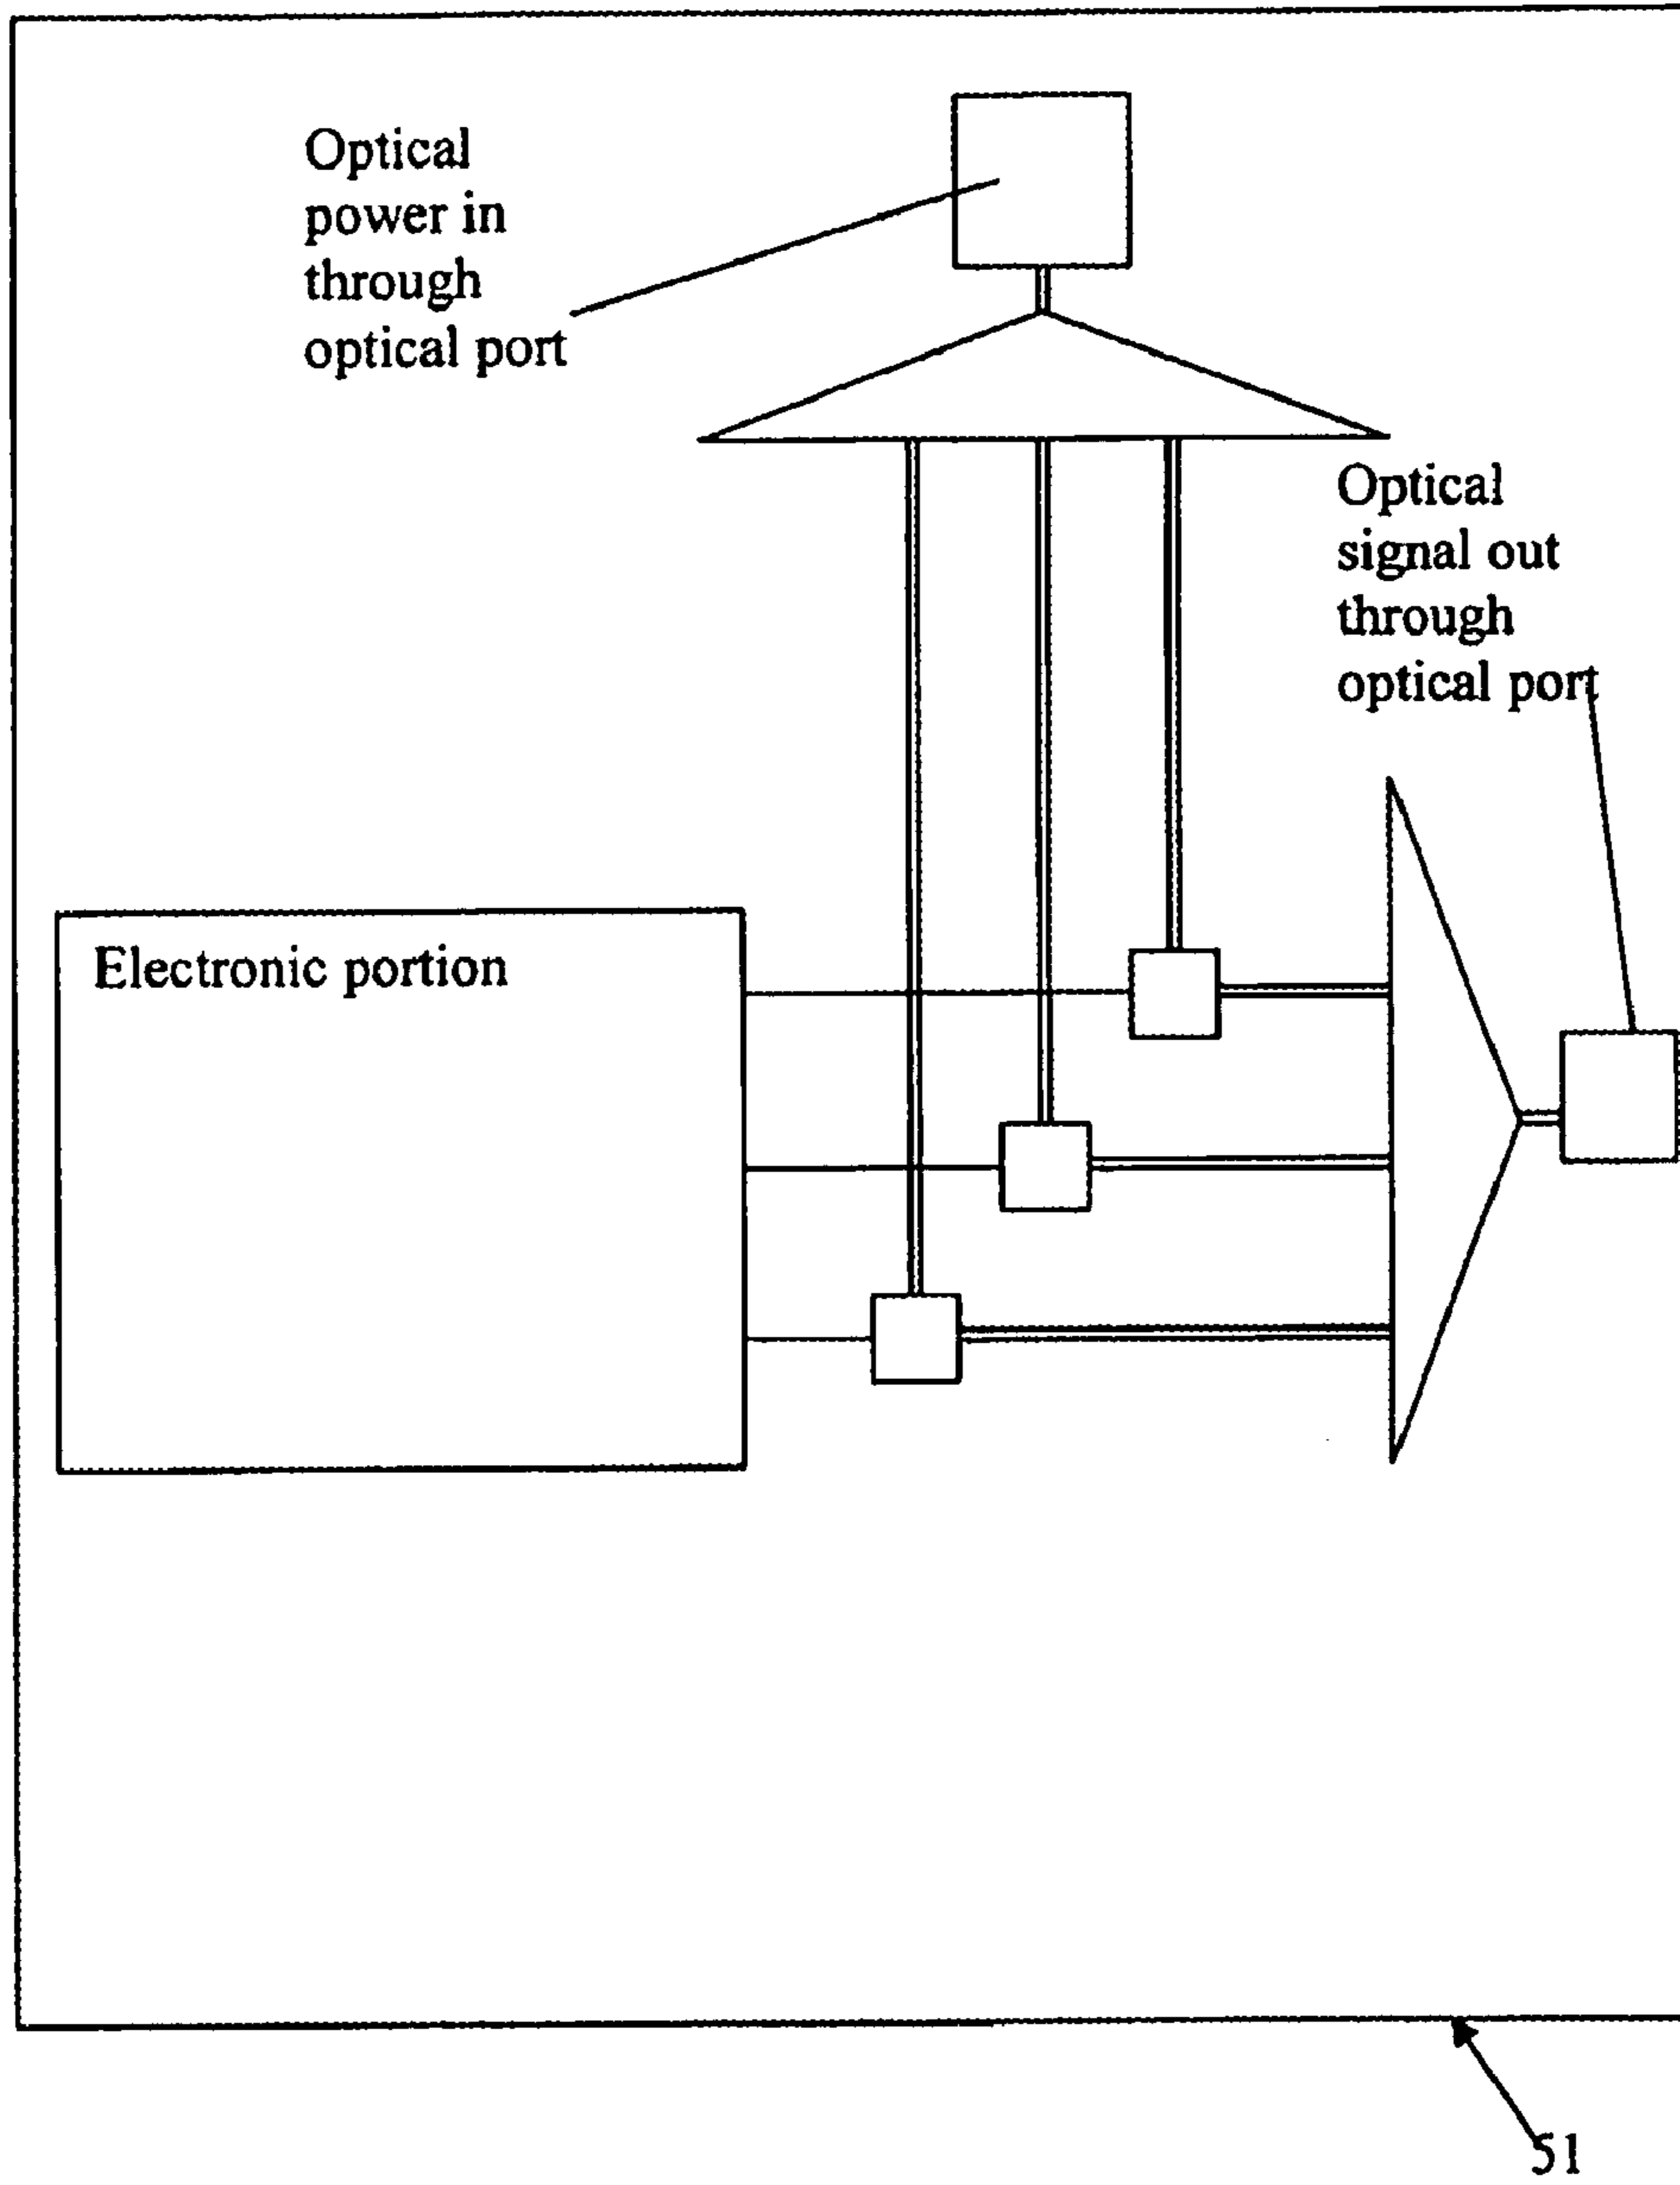 Optical
power in
through
optical port
Optical
signal out
through
optical port
Electronic portion
51